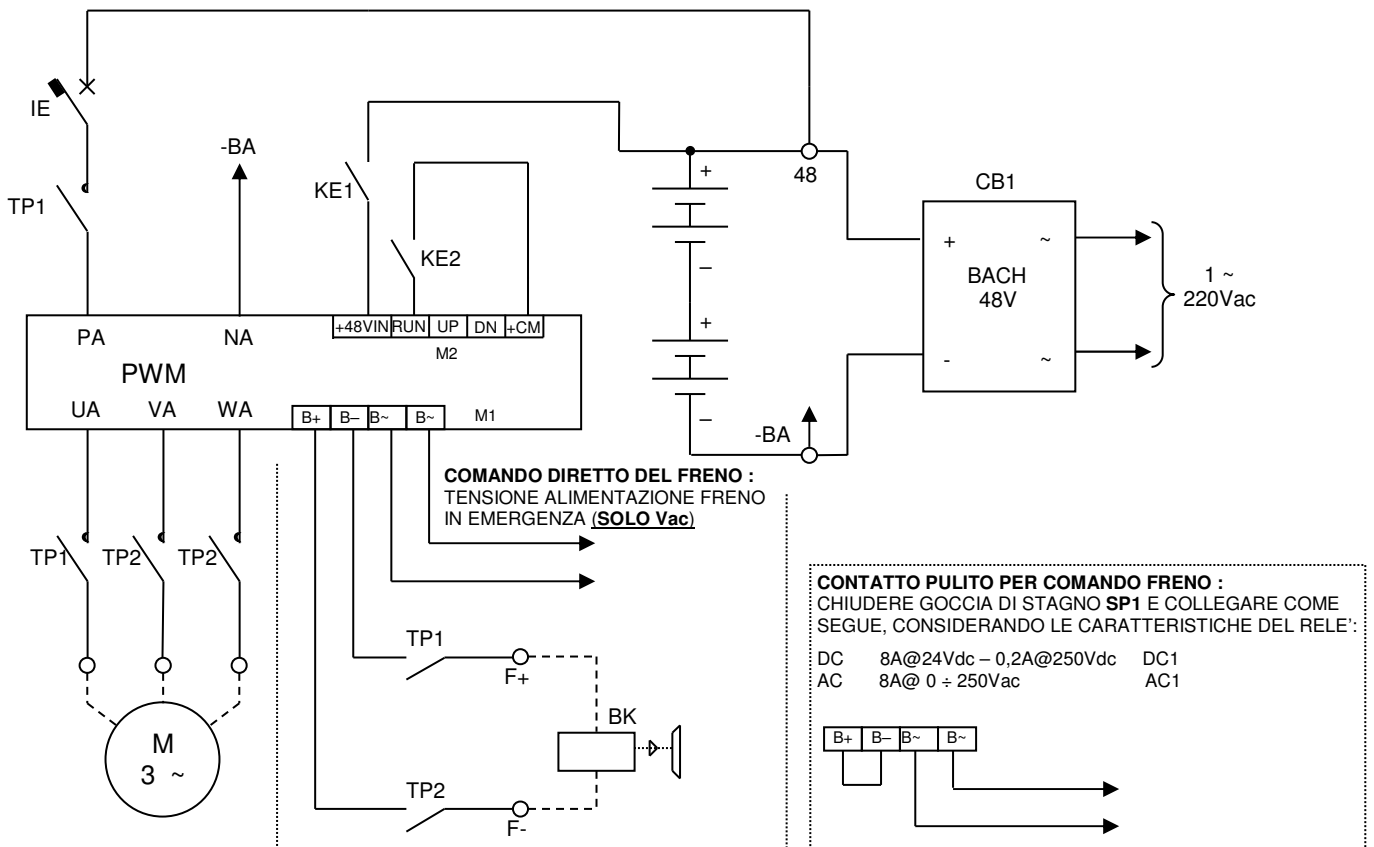 IE
-BA
TP1
KE1
KE2
+
–
+
–
48
-BA
CB1
+ ~
BACH
48V
- ~
1 ~
220Vac
PA NA
+48VIN RUN UP DN +CM
M2
PWM
UA VA WA
B+ B– B~ B~
M1
TP1 TP2 TP2
M
3 ~
COMANDO DIRETTO DEL FRENO :
TENSIONE ALIMENTAZIONE FRENO
IN EMERGENZA (SOLO Vac)
TP1
F+
BK
TP2
F-
CONTATTO PULITO PER COMANDO FRENO :
CHIUDERE GOCCIA DI STAGNO SP1 E COLLEGARE COME
SEGUE, CONSIDERANDO LE CARATTERISTICHE DEL RELE':
DC 8A@24Vdc – 0,2A@250Vdc DC1
AC 8A@ 0 ÷ 250Vac AC1
B+ B– B~ B~